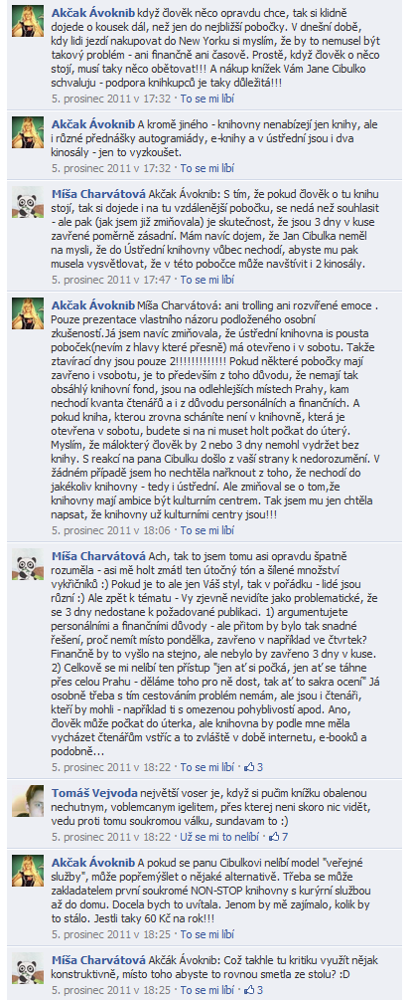 Akčak Ávoknib když člověk něco opravdu chce, tak si klidně
dojede o kousek dál, než jen do nejbližší pobočky. V dnešní době,
kdy lidi jezdí nakupovat do New Yorku si myslím, že by to nemusel být
takový problém - ani finančně ani časově. Prostě, když člověk o něco
stojí, musí taky něco obětovat!!! A nákup knížek Vám Jane Cibulko
schvaluju - podpora knihkupců je taky důležitá!!!
5. prosinec 2011 v 17:32 · To se mi líbí
Akčak Ávoknib A kromě jiného - knihovny nenabízejí jen knihy, ale
i různé přednášky autogramiády, e-knihy a v ústřední jsou i dva
kinosály - jen to vyzkoušet.
5. prosinec 2011 v 17:32 · To se mi líbí
Míša Charvátová Akčak Ávoknib: S tím, že pokud člověk o tu knihu
stojí, tak si dojede i na tu vzdálenější pobočku, se nedá než souhlasit
- ale pak (jak jsem již zmiňovala) je skutečnost, že jsou 3 dny v kuse
zavřené poměrně zásadní. Mám navíc dojem, že Jan Cibulka neměl
na mysli, že do Ústřední knihovny vůbec nechodí, abyste mu pak
musela vysvětlovat, že v této pobočce může navštívit i 2 kinosály.
5. prosinec 2011 v 17:47 · To se mi líbí
Akčak Ávoknib Míša Charvátová: ani trolling ani rozvířené emoce .
Pouze prezentace vlastního názoru podloženého osobní
zkušeností.Já jsem navíc zmiňovala, že ústřední knihovna is pousta
poboček(nevím z hlavy které přesně) má otevřeno i v sobotu. Takže
ztavírací dny jsou pouze 2!!!!!!!!!!!!! Pokud některé pobočky mají
zavřeno i vsobotu, je to především z toho důvodu, že nemají tak
obsáhlý knihovní fond, jsou na odlehlejších místech Prahy, kam
nechodí kvanta čtenářů a i z důvodu personálních a finančních. A
pokud kniha, kterou zrovna scháníte není v knihovně, která je
otevřena v sobotu, budete si na ni muset holt počkat do úterý.
Myslím, že málokterý člověk by 2 nebo 3 dny nemohl vydržet bez
knihy. S reakcí na pana Cibulku došlo z vaší strany k nedorozumění. V
žádném případě jsem ho nechtěla nařknout z toho, že nechodí do
jakékoliv knihovny - tedy i ústřední. Ale zmiňoval se o tom,že
knihovny mají ambice být kulturním centrem. Tak jsem mu jen chtěla
napsat, že knihovny už kulturními centry jsou!!!
5. prosinec 2011 v 18:06 · To se mi líbí
Míša Charvátová Ach, tak to jsem tomu asi opravdu špatně
rozuměla - asi mě holt zmátl ten útočný tón a šílené množství
vykřičníků :) Pokud je to ale jen Váš styl, tak v pořádku - lidé jsou
různí :) Ale zpět k tématu - Vy zjevně nevidíte jako problematické, že
se 3 dny nedostane k požadované publikaci. 1) argumentujete
personálními a finančními důvody - ale přitom by bylo tak snadné
řešení, proč nemít místo pondělka, zavřeno v například ve čtvrtek?
Finančně by to vyšlo na stejno, ale nebylo by zavřeno 3 dny v kuse.
2) Celkově se mi nelíbí ten přístup "jen ať si počká, jen ať se táhne
přes celou Prahu - děláme toho pro ně dost, tak ať to sakra ocení" Já
osobně třeba s tím cestováním problém nemám, ale jsou i čtenáři,
kteří by mohli - například ti s omezenou pohyblivostí apod. Ano,
člověk může počkat do úterka, ale knihovna by podle mne měla
vycházet čtenářům vstříc a to zvláště v době internetu, e-booků a
podobně...
5. prosinec 2011 v 18:22 · To se mi líbí · 3
Tomáš Vejvoda největší voser je, když si pučim knížku obalenou
nechutnym, voblemcanym igelitem, přes kterej neni skoro nic vidět,
vedu proti tomu soukromou válku, sundavam to :)
5. prosinec 2011 v 18:22 · Už se mi to nelíbí · 7
Akčak Ávoknib A pokud se panu Cibulkovi nelíbí model "veřejné
služby", může popřemýšlet o nějaké alternativě. Třeba se může
zakladatelem první soukromé NON-STOP knihovny s kurýrní službou
až do domu. Docela bych to uvítala. Jenom by mě zajímalo, kolik by
to stálo. Jestli taky 60 Kč na rok!!!
5. prosinec 2011 v 18:25 · To se mi líbí
Míša Charvátová Akčák Ávoknib: Což takhle tu kritiku využít nějak
konstruktivně, místo toho abyste to rovnou smetla ze stolu? :D
5. prosinec 2011 v 18:25 · To se mi líbí · 3